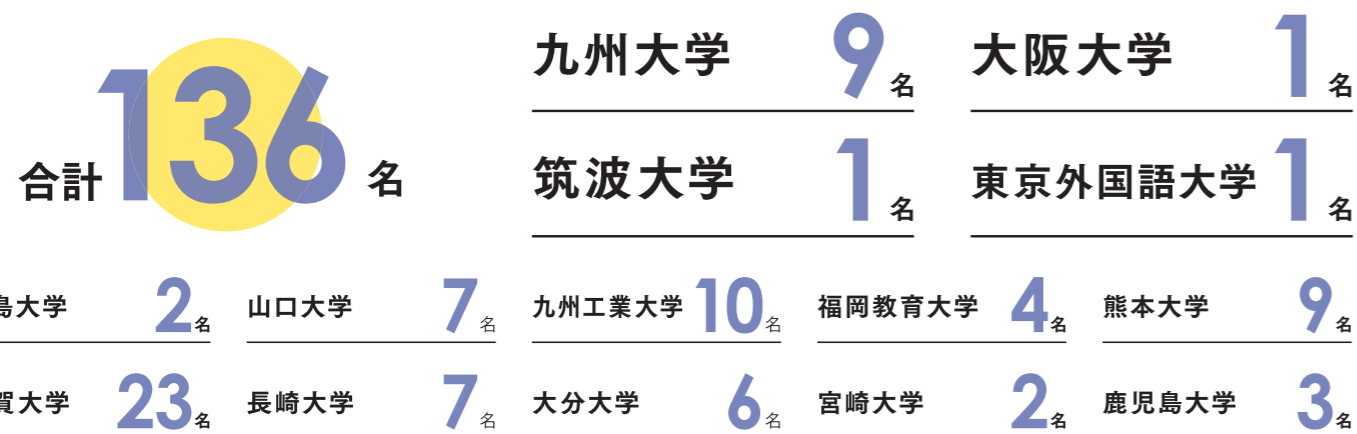 合計136名
九州大学 9名
大阪大学 1名
筑波大学 1名
東京外国語大学 1名
島大学 2名
山口大学 7名
九州工業大学 10名
福岡教育大学 4名
熊本大学 9名
賀大学 23名
長崎大学 7名
大分大学 6名
宮崎大学 2名
鹿児島大学 3名